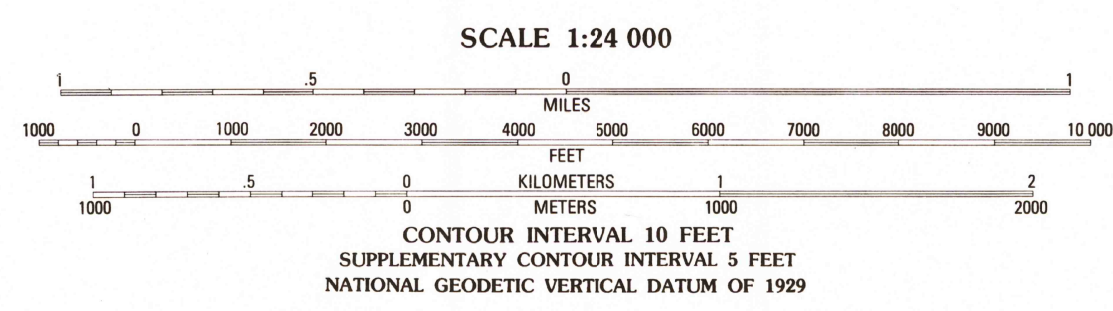 SCALE 1:24 000
1 .5 0 1
MILES
1000 0 1000 2000 3000 4000 5000 6000 7000 8000 9000 10 000
FEET
1 .5 0 KILOMETERS 1 2
1000 0 METERS 1000 2000
CONTOUR INTERVAL 10 FEET
SUPPLEMENTARY CONTOUR INTERVAL 5 FEET
NATIONAL GEODETIC VERTICAL DATUM OF 1929